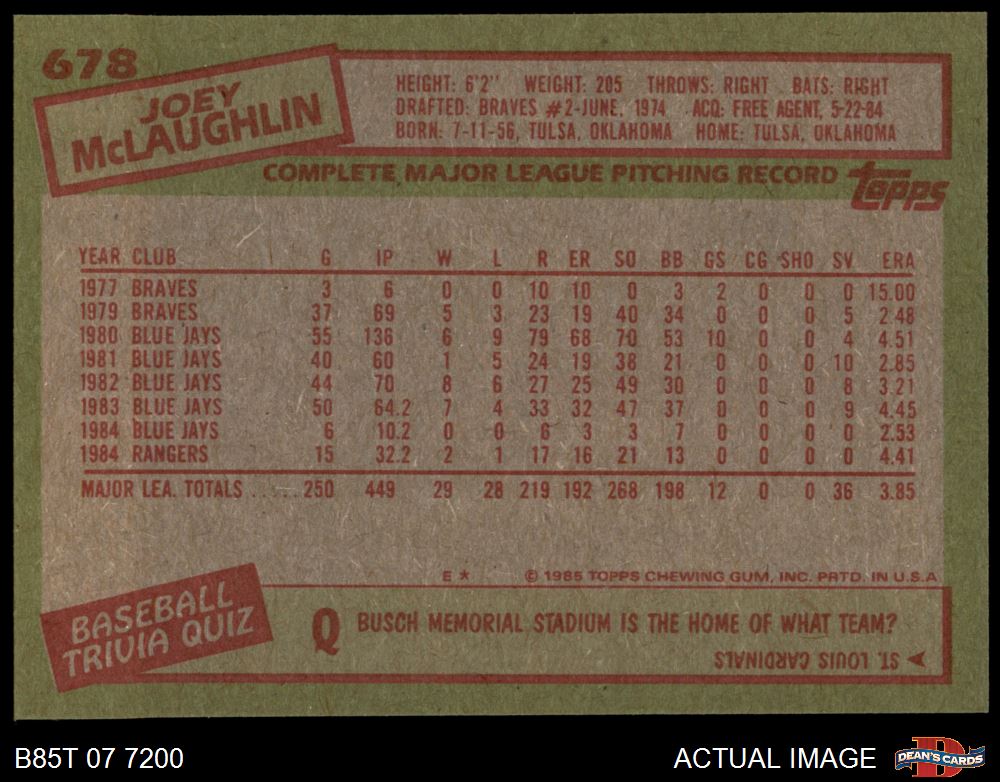 678
JOEY
McLAUGHLIN
HEIGHT: 6'2" WEIGHT: 205 THROWS: RIGHT BATS: RIGHT
DRAFTED: BRAVES #2-JUNE, 1974 ACQ: FREE AGENT, 5-22-84
BORN: 7-11-56, TULSA, OKLAHOMA HOME: TULSA, OKLAHOMA
COMPLETE MAJOR LEAGUE PITCHING RECORD topps
YEAR CLUB G IP W L R ER SO BB GS CG SHO SV ERA
1977 BRAVES 3 6 0 0 10 10 0 3 2 0 0 0 15.00
1979 BRAVES 37 69 5 3 23 19 40 34 0 0 0 5 2.48
1980 BLUE JAYS 55 136 6 9 79 68 70 53 10 0 0 4 4.51
1981 BLUE JAYS 40 60 1 5 24 19 38 21 0 0 0 10 2.85
1982 BLUE JAYS 44 70 8 6 27 25 49 30 0 0 0 8 3.21
1983 BLUE JAYS 50 64.2 7 4 33 32 47 37 0 0 0 9 4.45
1984 BLUE JAYS 6 10.2 0 0 6 3 3 7 0 0 0 0 2.53
1984 RANGERS 15 32.2 2 1 17 16 21 13 0 0 0 0 4.41
MAJOR LEA. TOTALS ..... 250 449 29 28 219 192 268 198 12 0 0 36 3.85
E * © 1985 TOPPS CHEWING GUM, INC. PRTD. IN U.S.A.
BASEBALL
TRIVIA QUIZ
Q BUSCH MEMORIAL STADIUM IS THE HOME OF WHAT TEAM?
ST. LOUIS CARDINALS
B85T 07 7200
ACTUAL IMAGE
D
DEAN'S CARDS